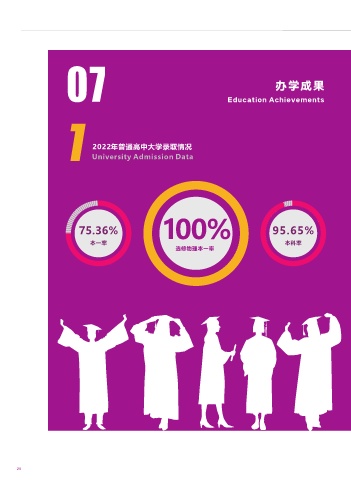 07
办学成果
Education Achievements
1
2022年普通高中大学录取情况
University Admission Data
75.36%
本一率
100%
选修物理本一率
95.65%
本科率
24